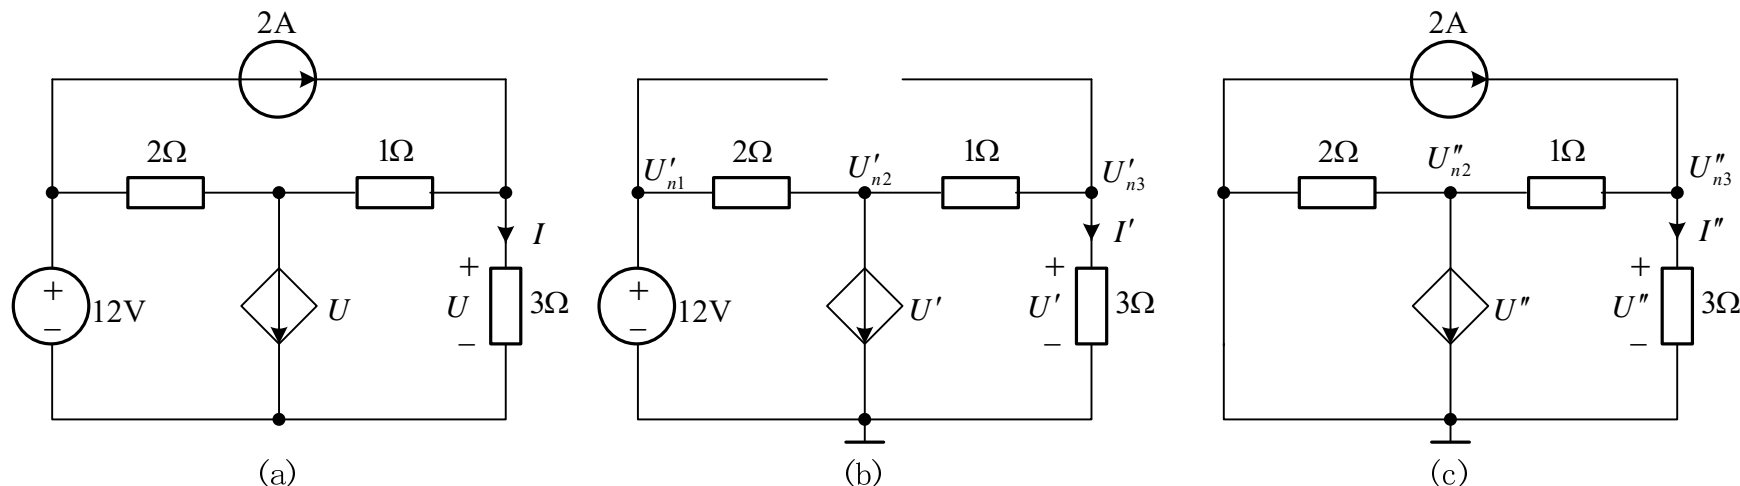 2A
2Ω
1Ω
I
+
U
−
3Ω
+
−
12V
U
(a)
U′n1
2Ω
U′n2
1Ω
U′n3
I′
+
U′
−
3Ω
+
−
12V
U′
(b)
2A
2Ω
U″n2
1Ω
U″n3
I″
+
U″
−
3Ω
U″
(c)